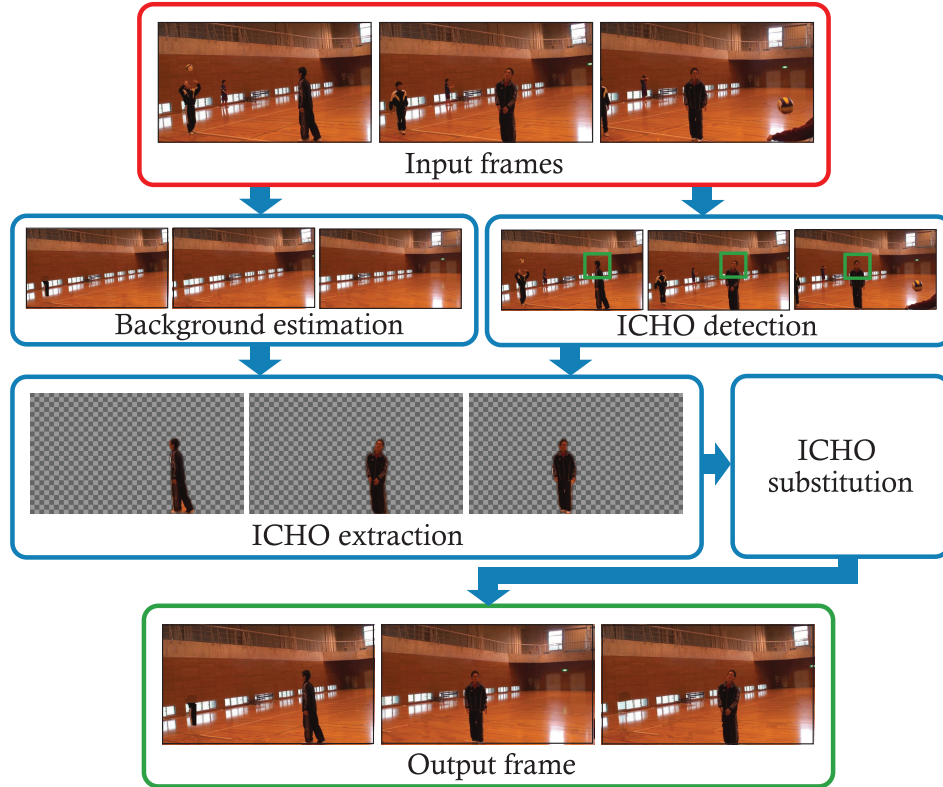 Input frames
Background estimation
ICHO detection
ICHO extraction
ICHO
substitution
Output frame